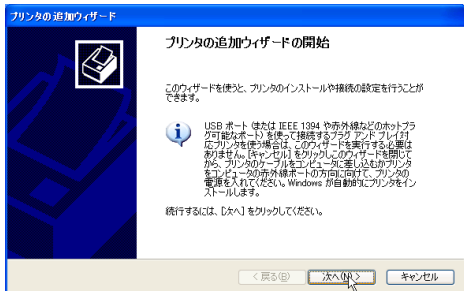 プリンタの追加ウィザード
プリンタの追加ウィザードの開始
このウィザードを使うと、プリンタのインストールや接続の設定を行うことが
できます。
USB ポート (または IEEE 1394 や赤外線などのホットプラ
グ可能なポート) を使って接続するプラグ アンド プレイ対
応プリンタを使う場合は、このウィザードを実行する必要は
ありません。[キャンセル] をクリックしこのウィザードを閉じて
から、プリンタのケーブルをコンピュータに差し込むかプリンタ
をコンピュータの赤外線ポートの方向に向けて、プリンタの
電源を入れてください。Windows が自動的にプリンタをイン
ストールします。
続行するには、[次へ] をクリックしてください。
< 戻る(B) 次へ(N) > キャンセル